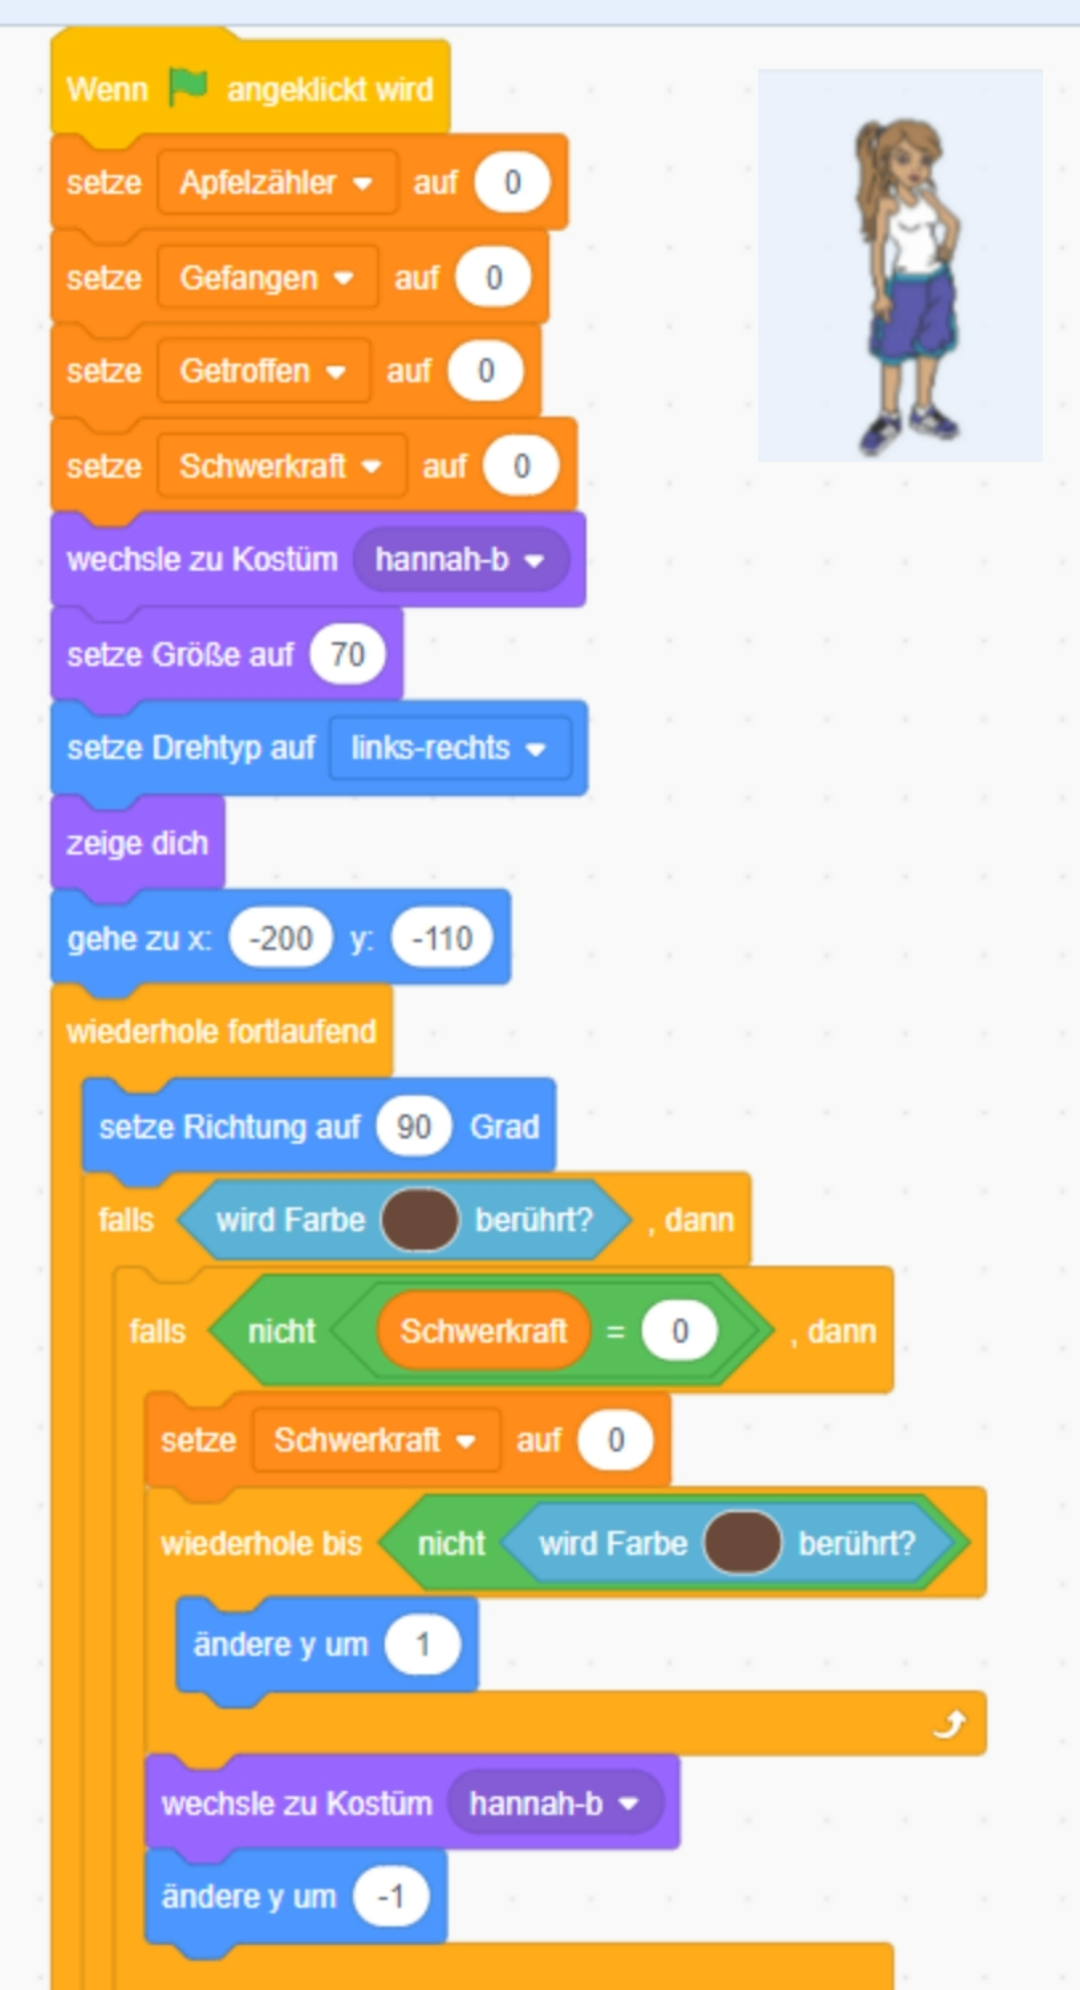 Wenn angeklickt wird
setze Apfelzähler auf 0
setze Gefangen auf 0
setze Getroffen auf 0
setze Schwerkraft auf 0
wechsle zu Kostüm hannah-b
setze Größe auf 70
setze Drehtyp auf links-rechts
zeige dich
gehe zu x: -200 y: -110
wiederhole fortlaufend
setze Richtung auf 90 Grad
falls wird Farbe berührt? , dann
falls nicht Schwerkraft = 0 , dann
setze Schwerkraft auf 0
wiederhole bis nicht wird Farbe berührt?
ändere y um 1
wechsle zu Kostüm hannah-b
ändere y um -1